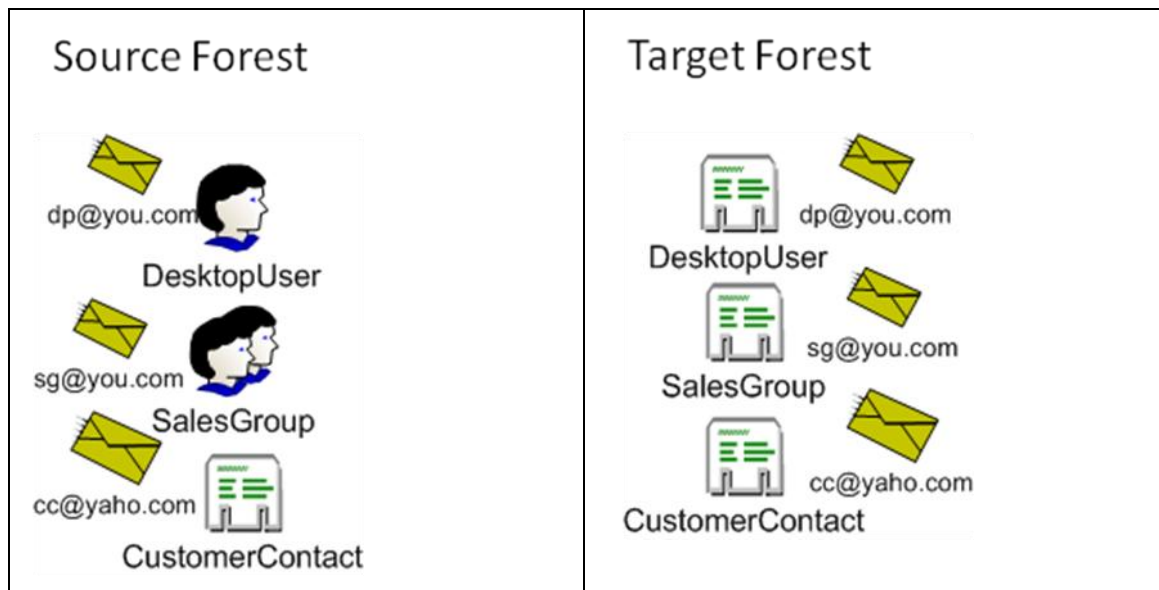 Source Forest
dp@you.com
DesktopUser
sg@you.com
SalesGroup
cc@yaho.com
CustomerContact
Target Forest
dp@you.com
DesktopUser
sg@you.com
SalesGroup
cc@yaho.com
CustomerContact